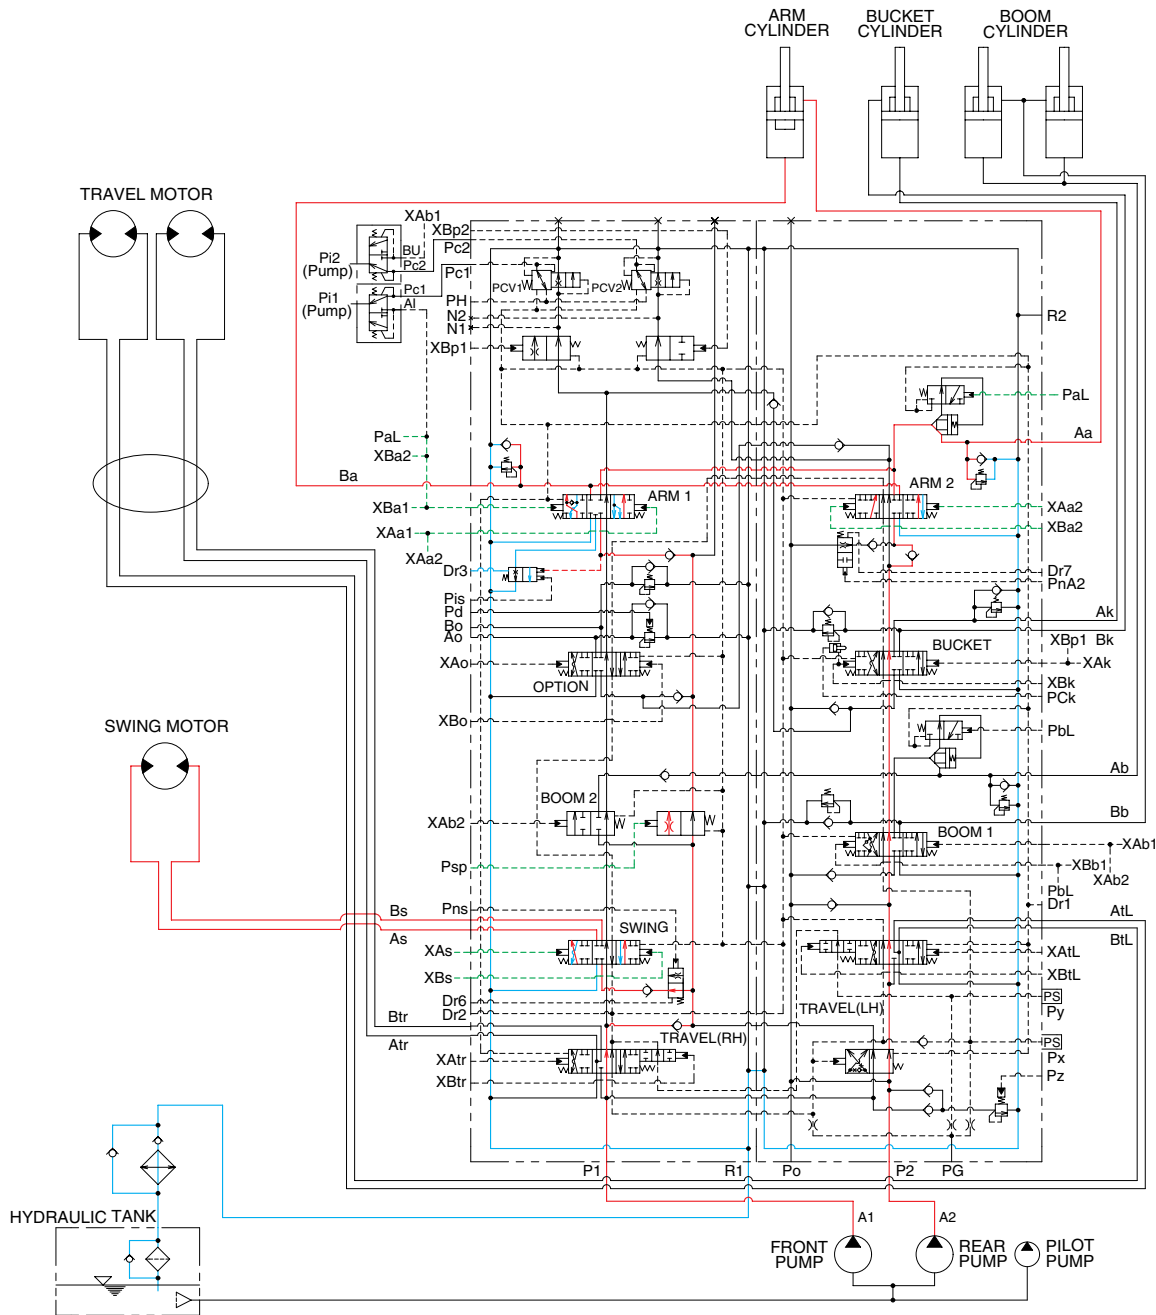 ARM
CYLINDER
BUCKET
CYLINDER
BOOM
CYLINDER
TRAVEL MOTOR
XAb1
XBp2
Pc2
BU
Pc2
Pi2
(Pump)
Pc1
Pc1
AI
Pi1
(Pump)
PCV1
PCV2
PH
N2
N1
XBp1
R2
PaL
Aa
PaL
XBa2
Ba
ARM 1
ARM 2
XBa1
XAa1
XAa2
XAa2
XBa2
Dr3
Dr7
PnA2
Pis
Pd
Bo
Ao
Ak
XBp1
Bk
BUCKET
XAo
XAk
OPTION
XBk
PCk
XBo
PbL
SWING MOTOR
Ab
BOOM 2
Bb
XAb2
BOOM 1
XAb1
XBb1
XAb2
Psp
PbL
Dr1
Pns
Bs
As
AtL
BtL
SWING
XAs
XAtL
XBs
XBtL
Dr6
Dr2
TRAVEL(LH)
PS
Py
Btr
Atr
TRAVEL(RH)
PS
Px
XAtr
XBtr
Pz
P1
R1
Po
P2
PG
HYDRAULIC TANK
A1
A2
FRONT
PUMP
REAR
PUMP
PILOT
PUMP